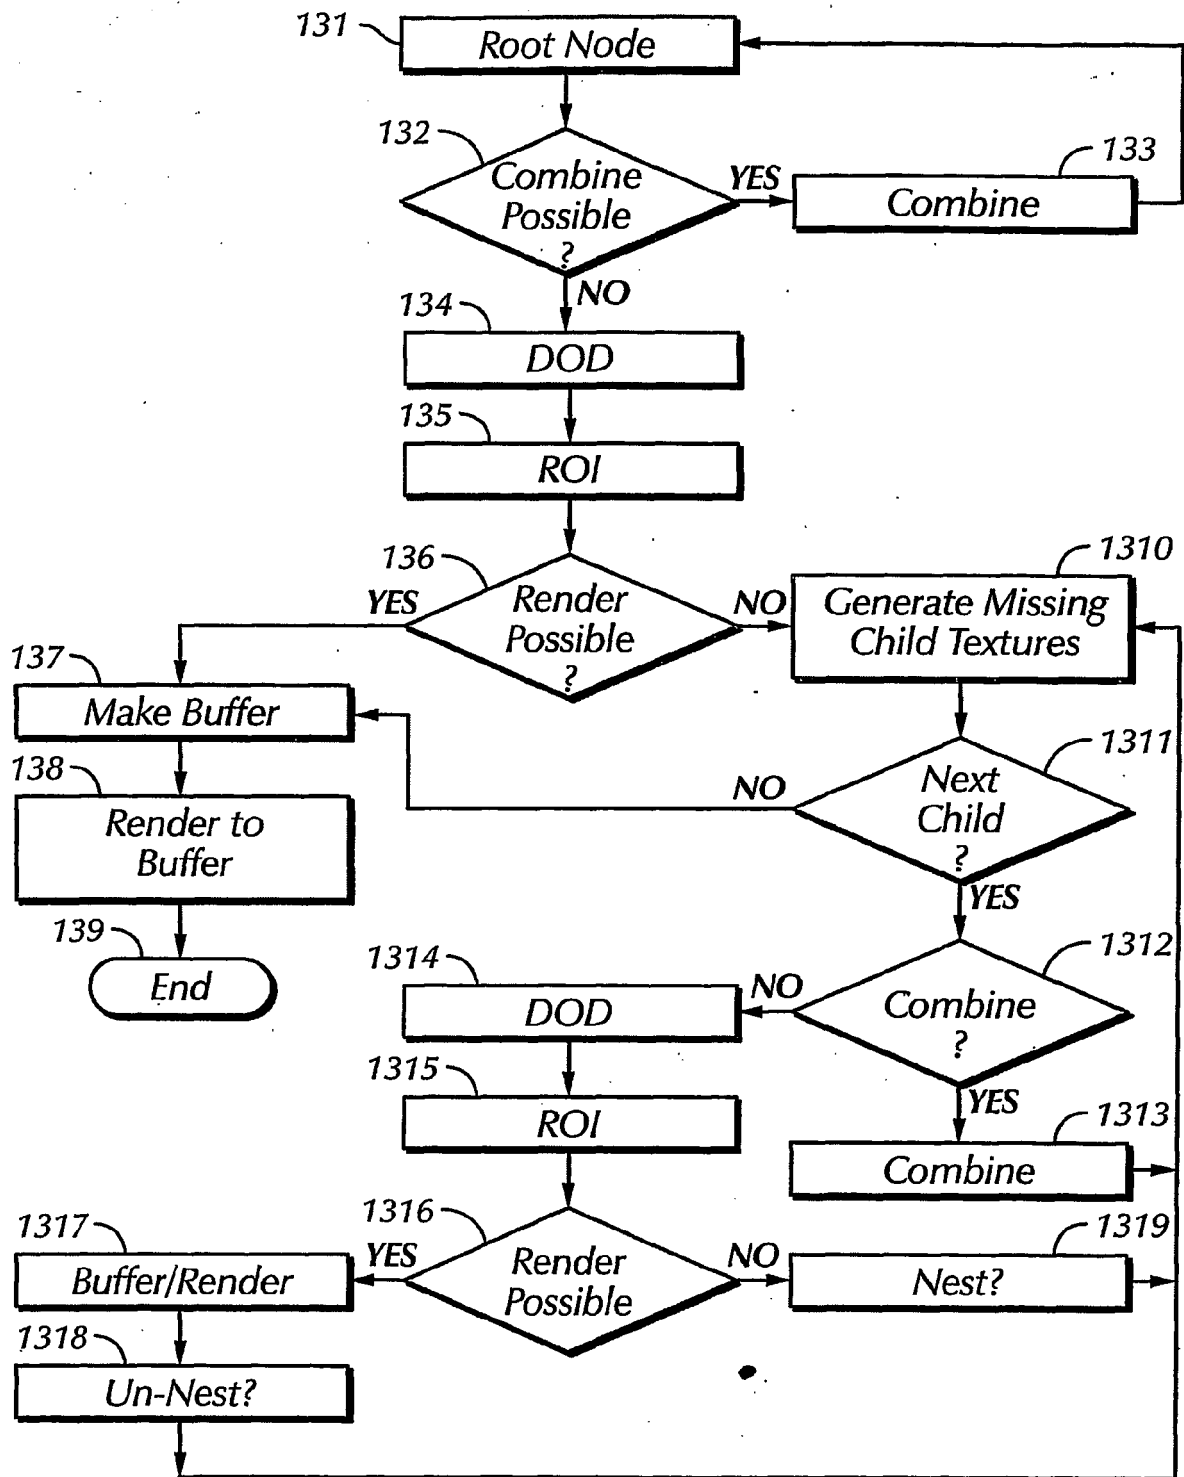 131
Root Node
132
Combine
Possible
?
YES
133
Combine
NO
134
DOD
135
ROI
136
YES
Render
Possible
?
NO
1310
Generate Missing
Child Textures
137
Make Buffer
1311
Next
Child
?
NO
YES
138
Render to
Buffer
139
End
1312
Combine
?
NO
YES
1314
DOD
1315
ROI
1313
Combine
1316
YES
Render
Possible
NO
1319
Nest?
1317
Buffer/Render
1318
Un-Nest?